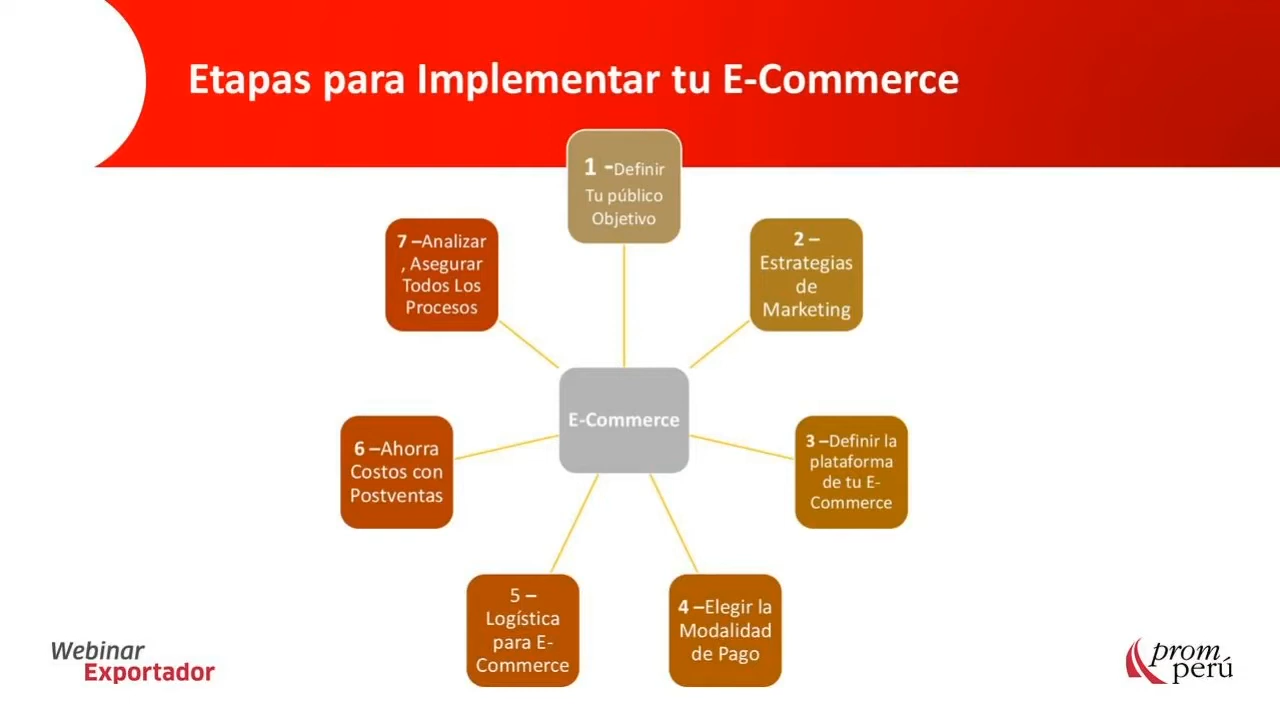 Etapas para Implementar tu E-Commerce
1 -Definir
Tu público
Objetivo
2 –
Estrategias
de
Marketing
3 –Definir la
plataforma
de tu E-
Commerce
4 –Elegir la
Modalidad
de Pago
5 –
Logística
para E-
Commerce
6 –Ahorra
Costos con
Postventas
7 –Analizar
, Asegurar
Todos Los
Procesos
E-Commerce
Webinar
Exportador
prom
perú